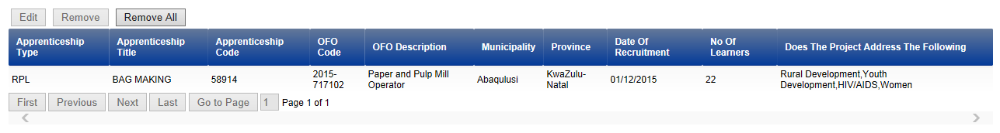 Edit Remove Remove All
Apprenticeship Type Apprenticeship Title Apprenticeship Code OFO Code OFO Description Municipality Province Date Of Recruitment No Of Learners Does The Project Address The Following
RPL BAG MAKING 58914 2015-717102 Paper and Pulp Mill Operator Abaqulusi KwaZulu-Natal 01/12/2015 22 Rural Development,Youth Development,HIV/AIDS,Women
First Previous Next Last Go to Page 1 Page 1 of 1